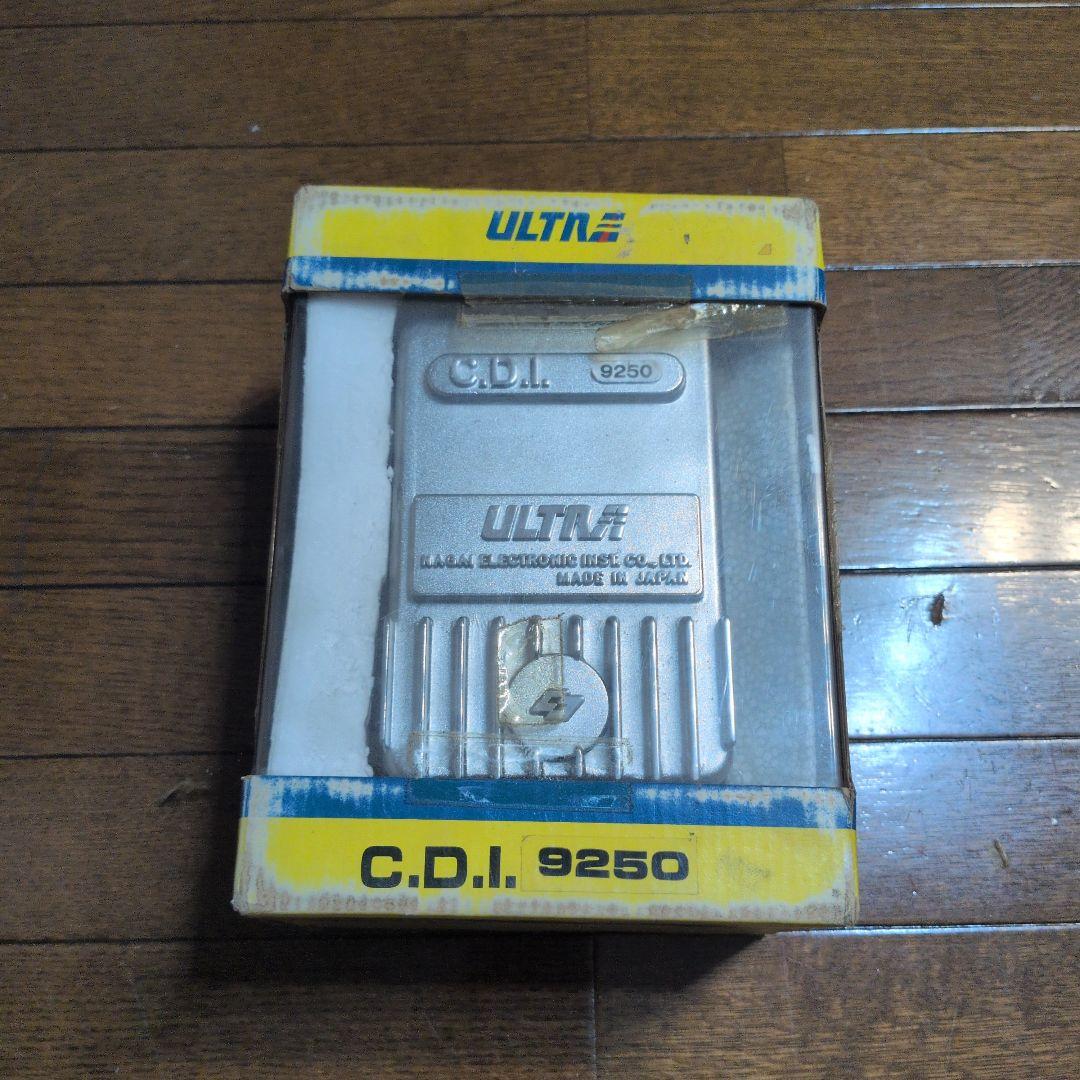 ULTRA
C.D.I. 9250
ULTRA
NAGAI ELECTRONIC INST. CO., LTD.
MADE IN JAPAN
C.D.I. 9250